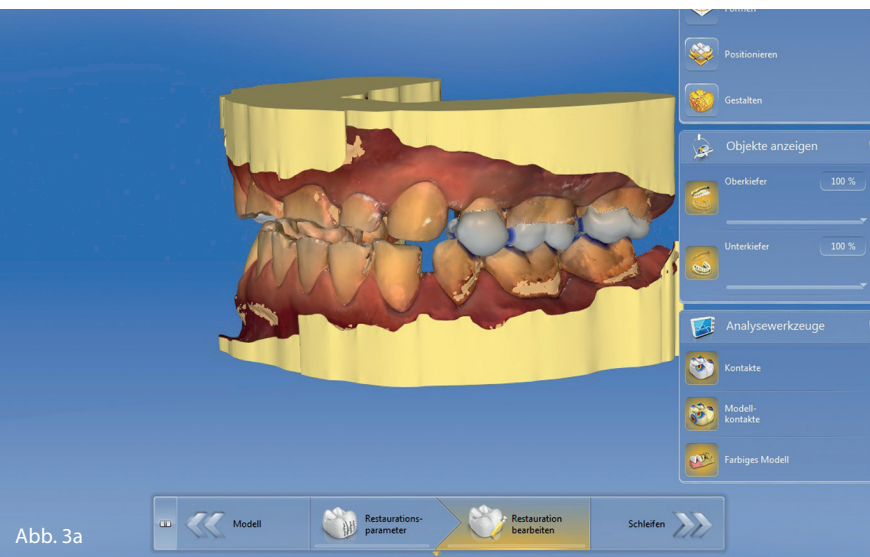 Formen
Positionieren
Gestalten
Objekte anzeigen
Oberkiefer
100 %
Unterkiefer
100 %
Analysewerkzeuge
Kontakte
Modell-
kontakte
Farbiges Modell
Modell
Restaurations-
parameter
Restauration
bearbeiten
Schleifen
Abb. 3a